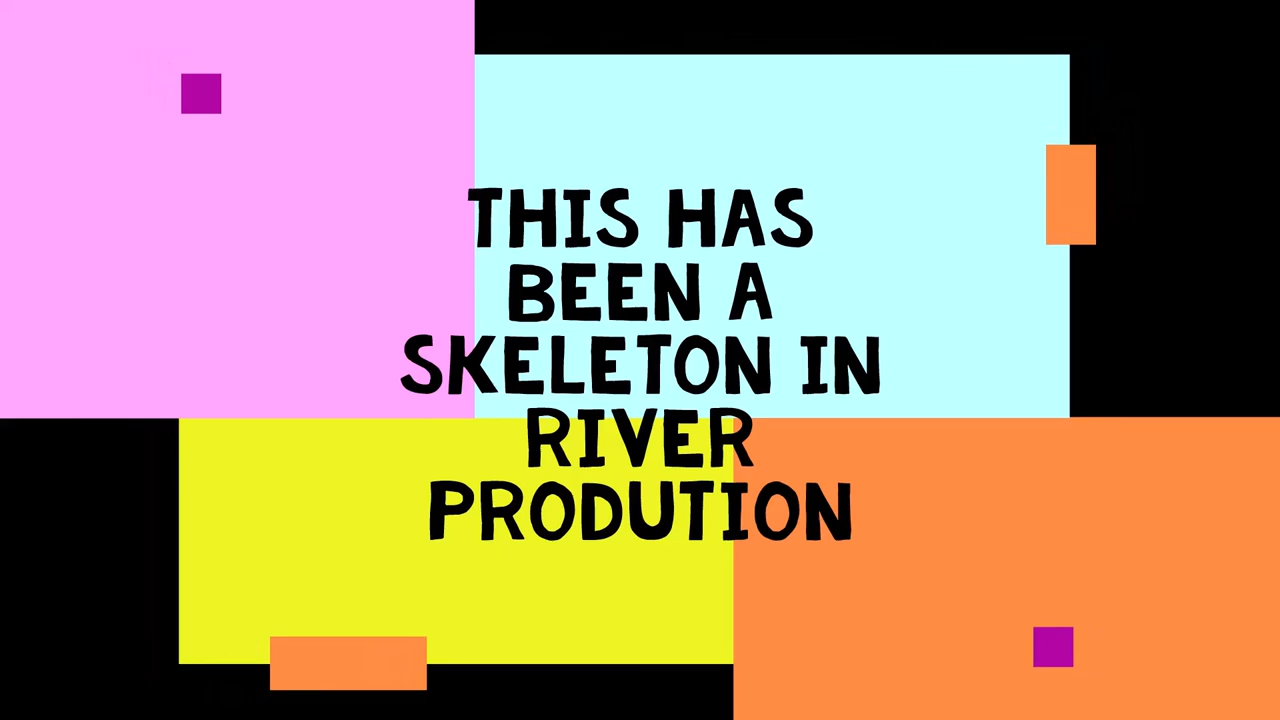 THIS HAS
BEEN A
SKELETON IN
RIVER
PRODUTION